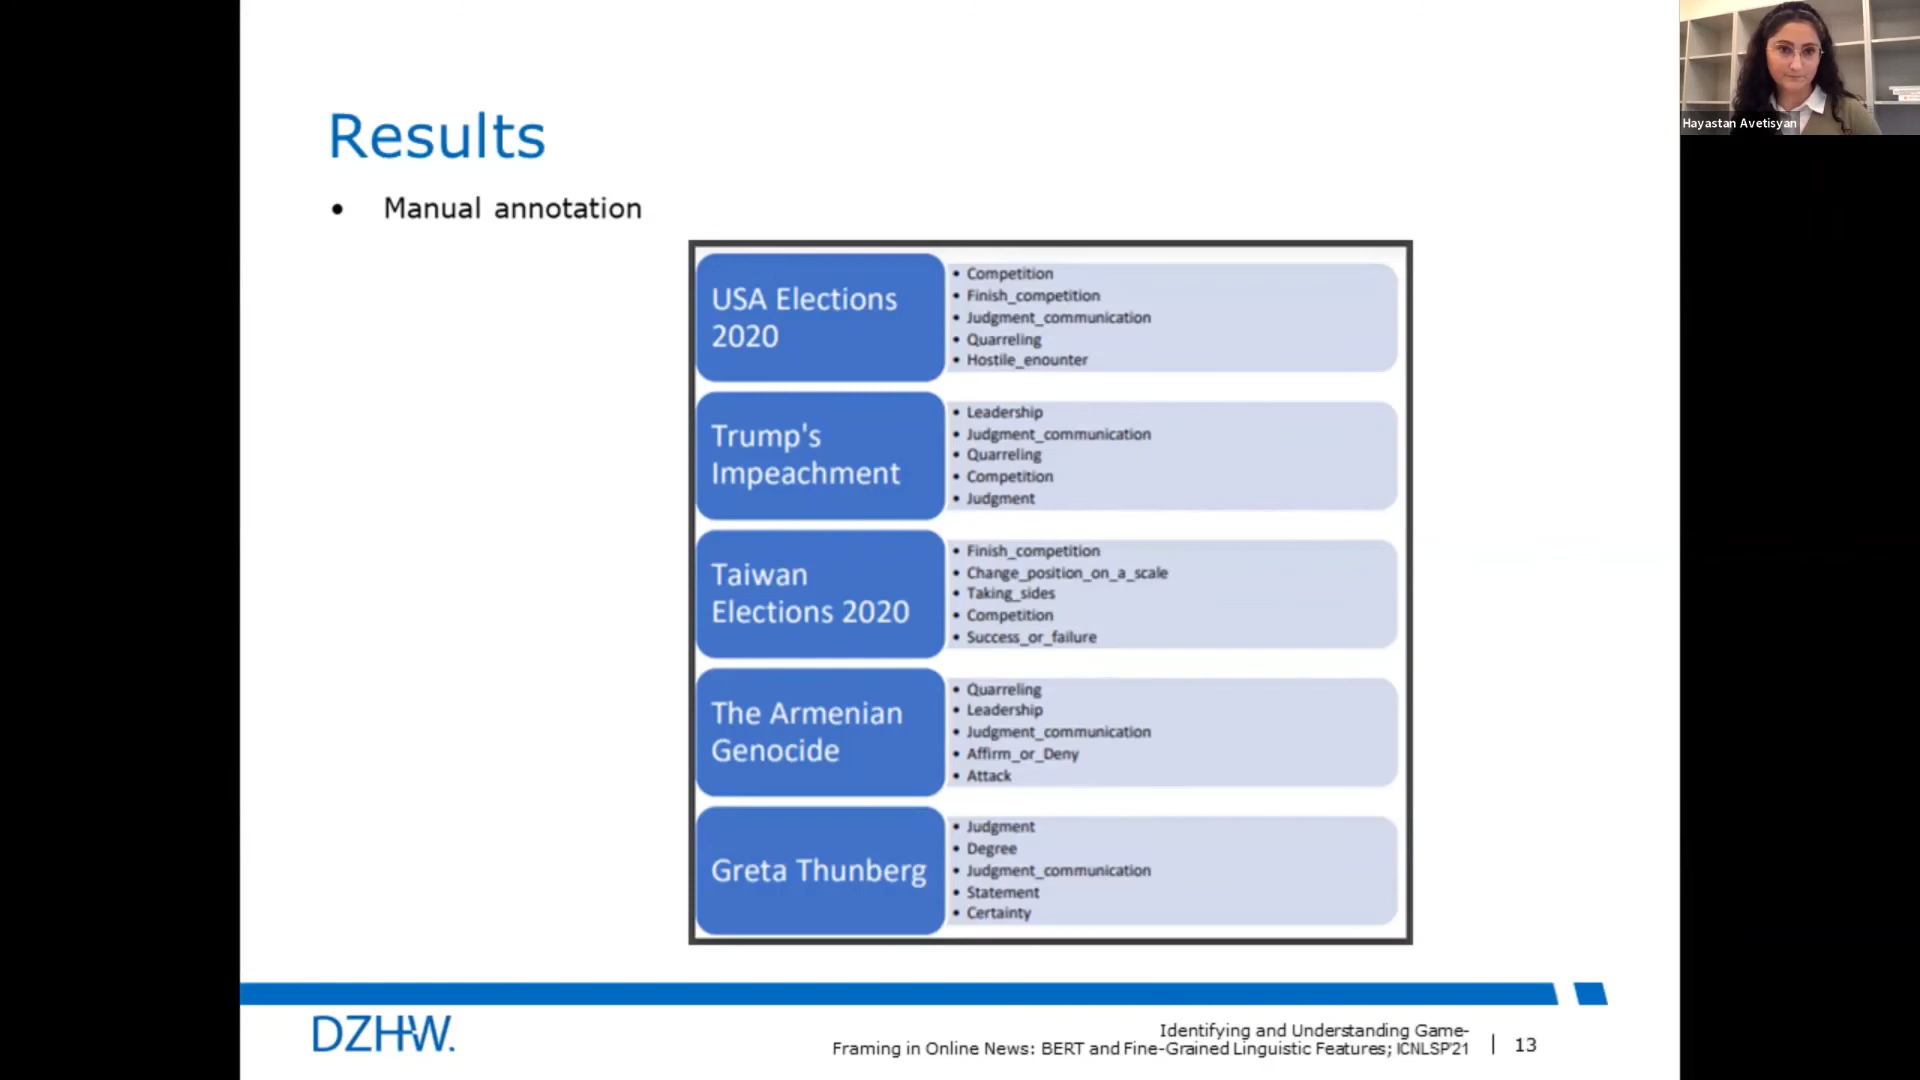 Results
• Manual annotation
USA Elections
2020
• Competition
• Finish_competition
• Judgment_communication
• Quarreling
• Hostile_enounter
Trump's
Impeachment
• Leadership
• Judgment_communication
• Quarreling
• Competition
• Judgment
Taiwan
Elections 2020
• Finish_competition
• Change_position_on_a_scale
• Taking_sides
• Competition
• Success_or_failure
The Armenian
Genocide
• Quarreling
• Leadership
• Judgment_communication
• Affirm_or_Deny
• Attack
Greta Thunberg
• Judgment
• Degree
• Judgment_communication
• Statement
• Certainty
DZHW.
Identifying and Understanding Game-
Framing in Online News: BERT and Fine-Grained Linguistic Features; ICNLSP'21 | 13
Hayastan Avetisyan